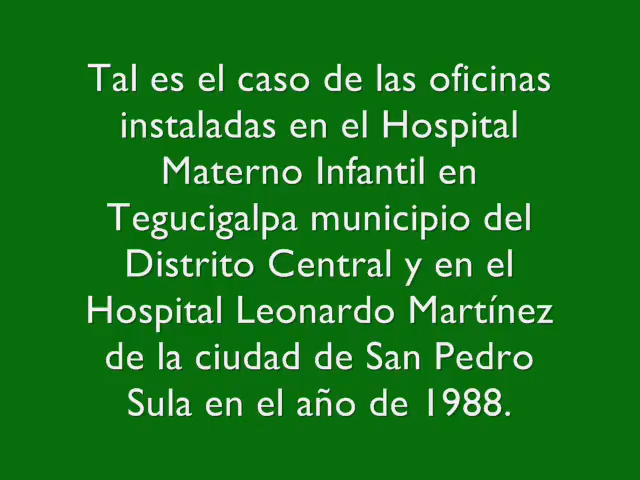 Tal es el caso de las oficinas
instaladas en el Hospital
Materno Infantil en
Tegucigalpa municipio del
Distrito Central y en el
Hospital Leonardo Martínez
de la ciudad de San Pedro
Sula en el año de 1988.